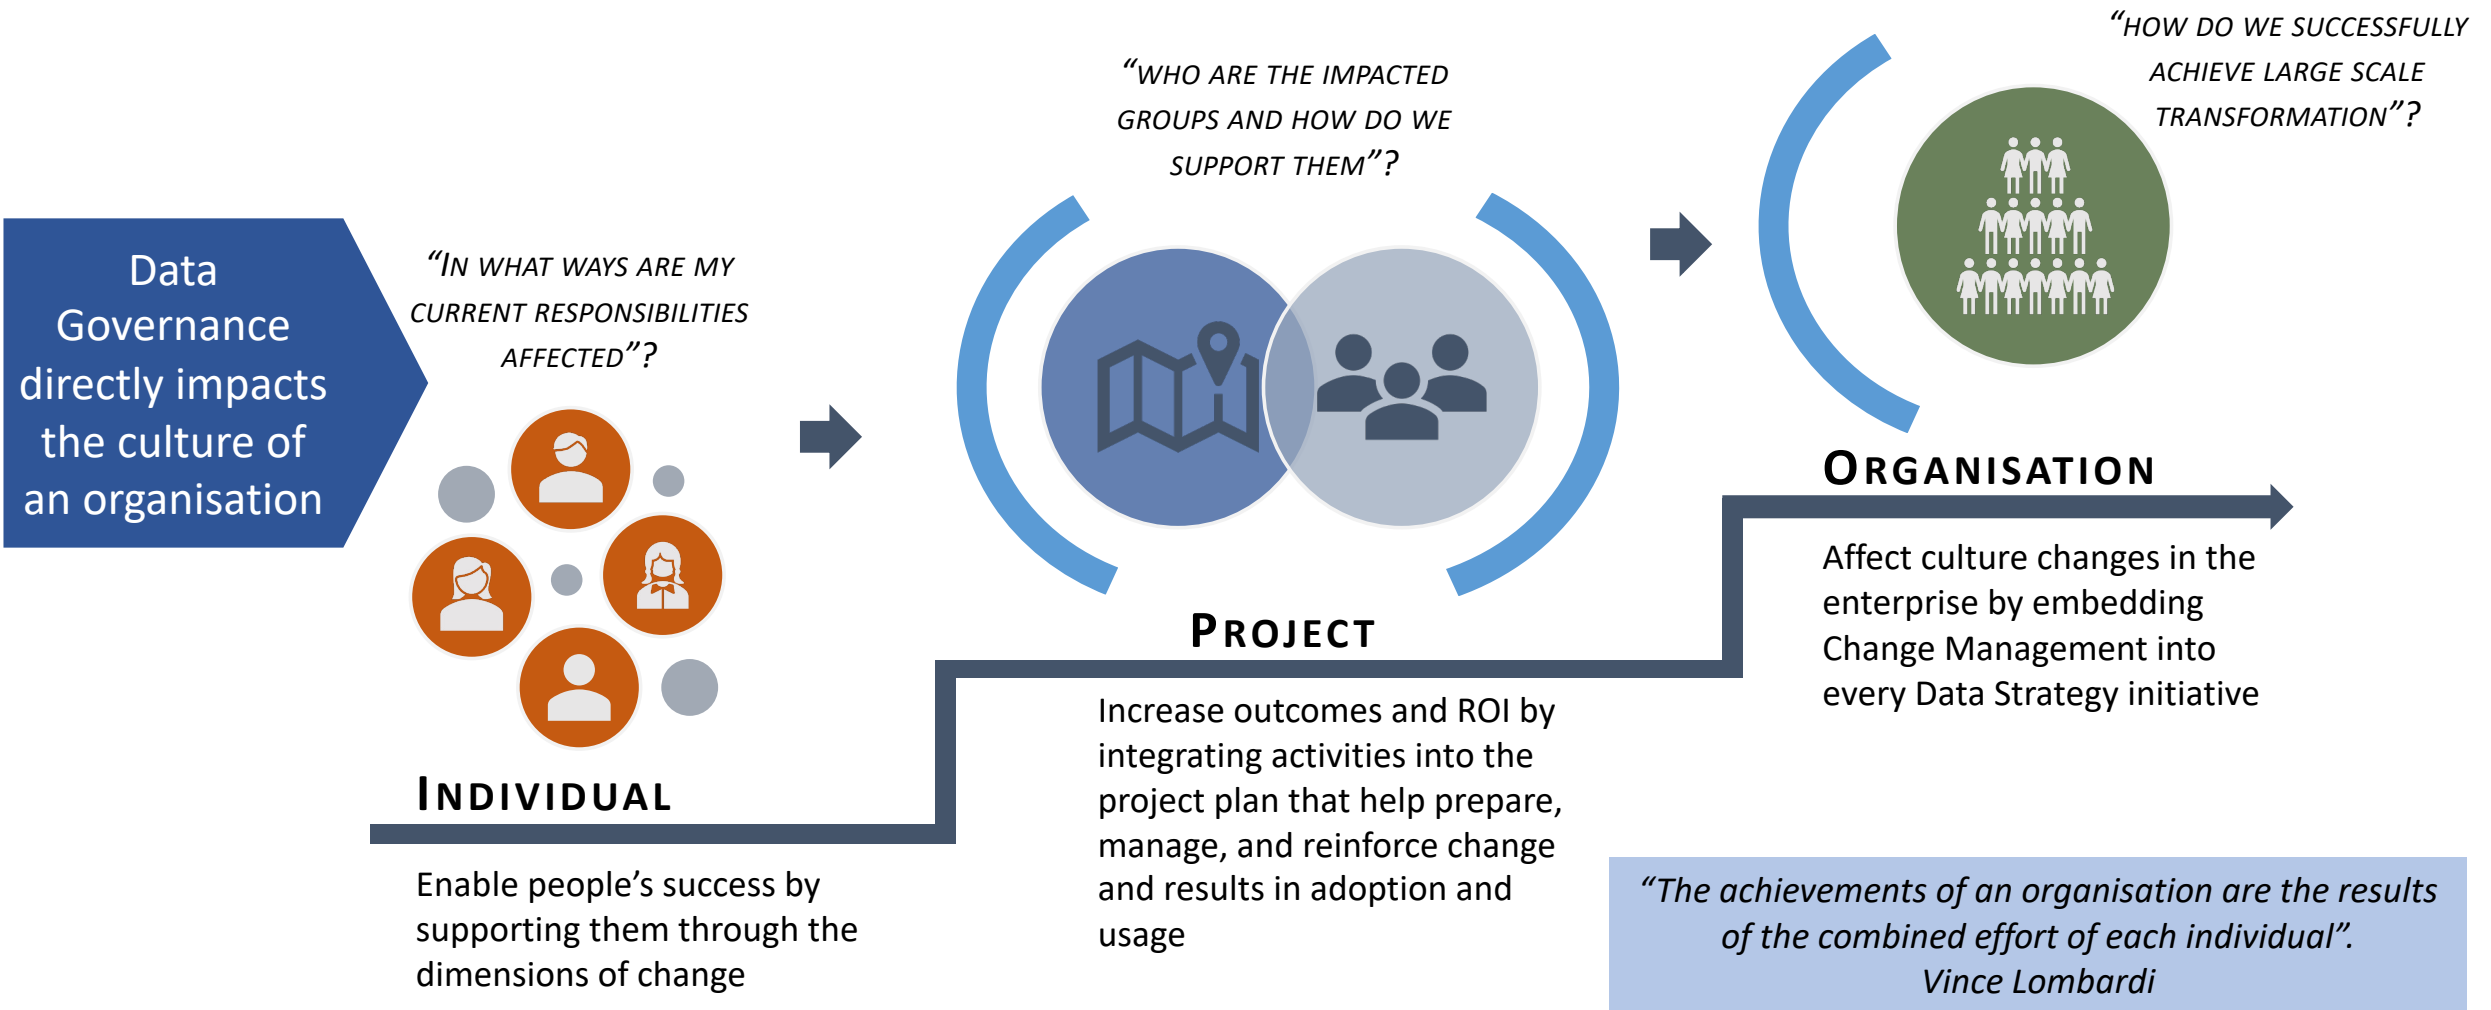 Data
Governance
directly impacts
the culture of
an organisation
“In what ways are my
current responsibilities
affected”?
Individual
Enable people’s success by
supporting them through the
dimensions of change
“who are the impacted
groups and how do we
support them”?
Project
Increase outcomes and ROI by
integrating activities into the
project plan that help prepare,
manage, and reinforce change
and results in adoption and
usage
“how do we successfully
achieve large scale
transformation”?
Organisation
Affect culture changes in the
enterprise by embedding
Change Management into
every Data Strategy initiative
“The achievements of an organisation are the results
of the combined effort of each individual”.
Vince Lombardi